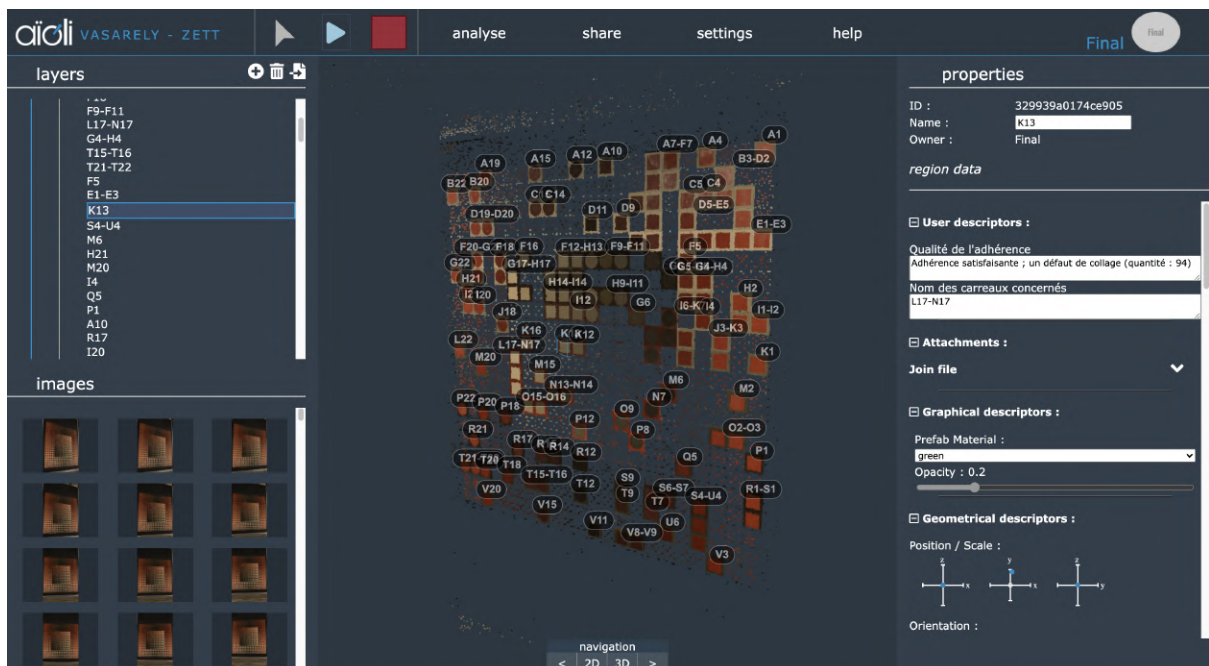 aïoli VASARELY - ZETT
analyse share settings help
Final
final
layers
F9-F11
L17-N17
G4-H4
T15-T16
T21-T22
F5
E1-E3
K13
S4-U4
M6
H21
M20
I4
Q5
P1
A10
R17
I20
images
A1
A4
A7-F7
A10
A12
A15
A19
B3-D2
B22 B20
C5 C4
C14
D5-E5
D9
D11
D19-D20
E1-E3
F5
F9-F11
F12-H13
F16
F18
G22
G17-H17
G4-H4
H21
H14-I14
H9-I11
H2
I20
I12
G6
I4
I1-I2
J18
J3-K3
K16
K12
L22
L17-N17
K1
M20
M15
M6
M2
N13-N14
N7
P22 P20 P18
O15-O16
O9
P12
P8
O2-O3
R21
R17
R14
R12
P1
T20
T18
T15-T16
T12
Q5
S9
T9
S6-S7
T7
S4-U4
R1-S1
V20
V15
V11
V8-V9
U6
V3
navigation
< 2D 3D >
properties
ID : 329939a0174ce905
Name : K13
Owner : Final
region data
User descriptors :
Qualité de l'adhérence
Adhérence satisfaisante ; un défaut de collage (quantité : 94)
Nom des carreaux concernés
L17-N17
Attachments :
Join file
Graphical descriptors :
Prefab Material :
green
Opacity : 0.2
Geometrical descriptors :
Position / Scale :
z y z
x x y
Orientation :